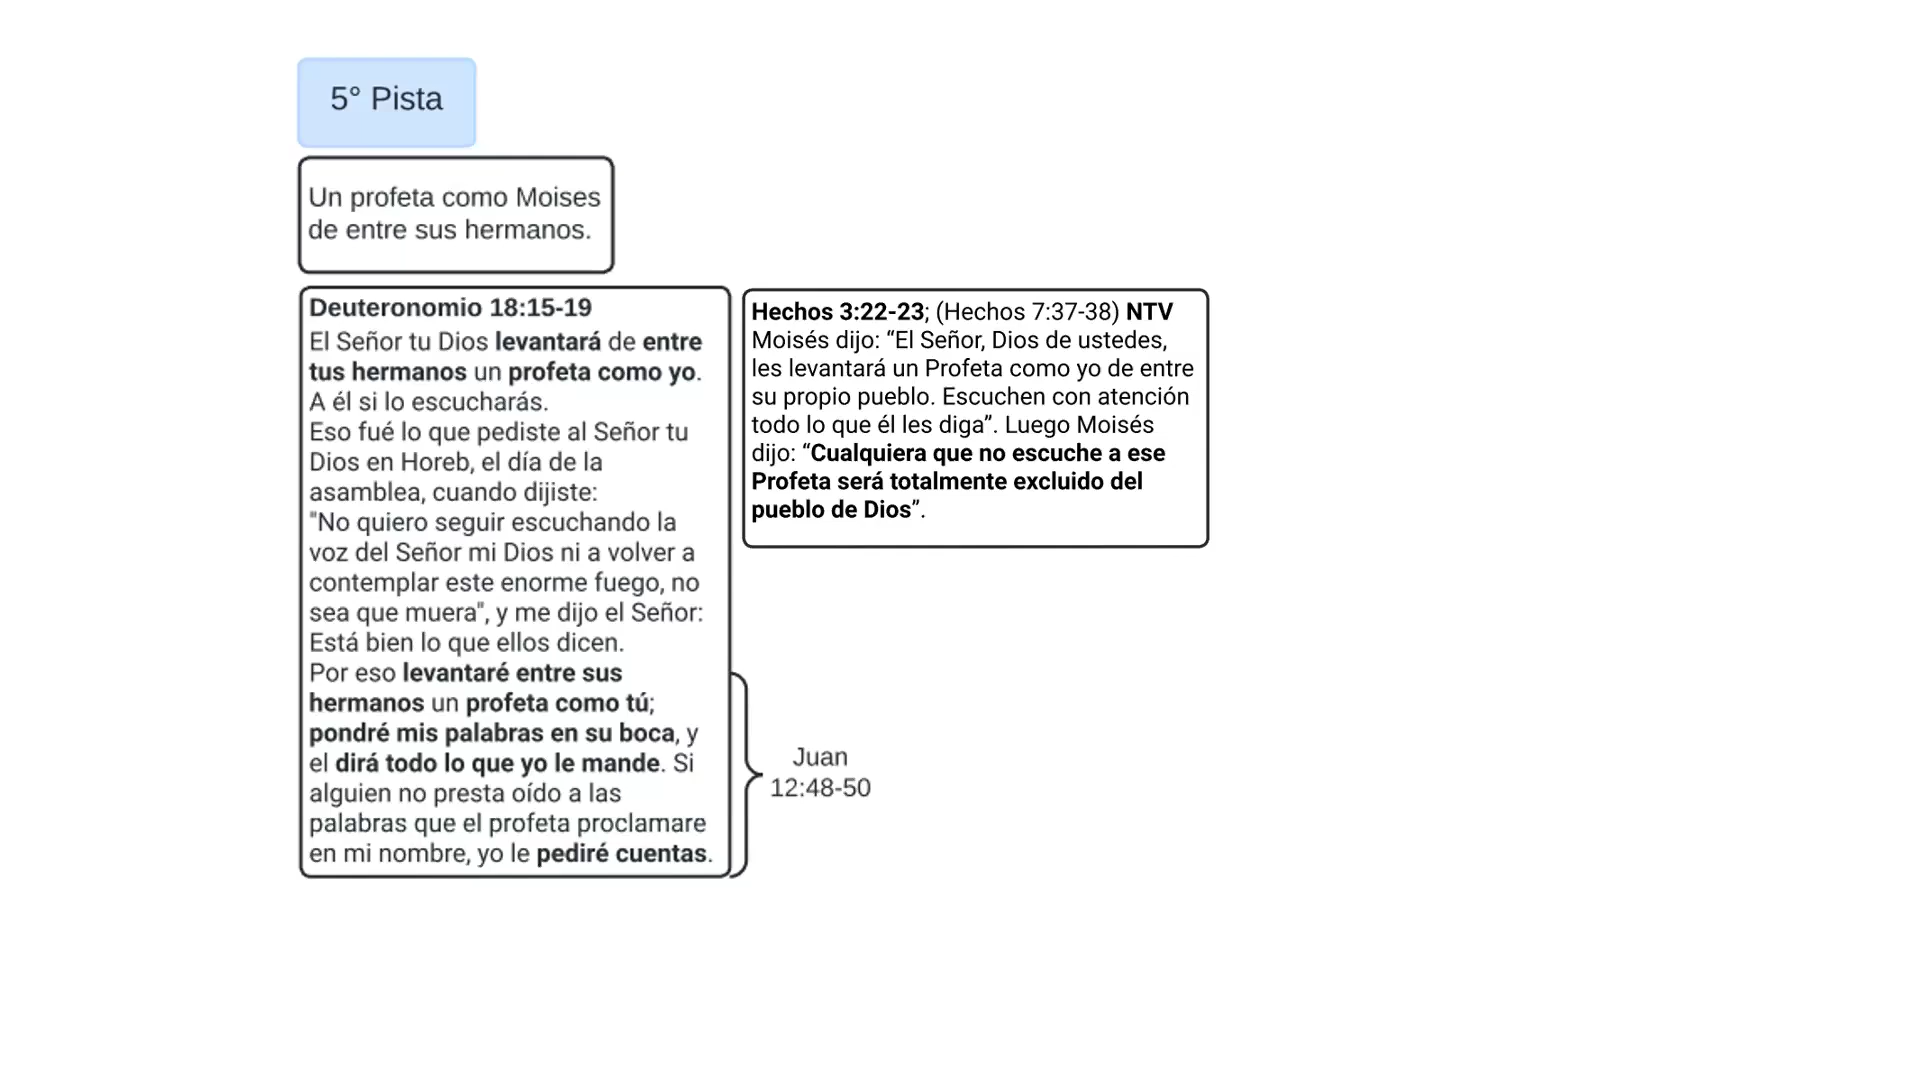 5° Pista
Un profeta como Moises
de entre sus hermanos.
Deuteronomio 18:15-19
El Señor tu Dios levantará de entre
tus hermanos un profeta como yo.
A él si lo escucharás.
Eso fué lo que pediste al Señor tu
Dios en Horeb, el día de la
asamblea, cuando dijiste:
"No quiero seguir escuchando la
voz del Señor mi Dios ni a volver a
contemplar este enorme fuego, no
sea que muera", y me dijo el Señor:
Está bien lo que ellos dicen.
Por eso levantaré entre sus
hermanos un profeta como tú;
pondré mis palabras en su boca, y
el dirá todo lo que yo le mande. Si
alguien no presta oído a las
palabras que el profeta proclamare
en mi nombre, yo le pediré cuentas.
Hechos 3:22-23; (Hechos 7:37-38) NTV
Moisés dijo: “El Señor, Dios de ustedes,
les levantará un Profeta como yo de entre
su propio pueblo. Escuchen con atención
todo lo que él les diga”. Luego Moisés
dijo: “Cualquiera que no escuche a ese
Profeta será totalmente excluido del
pueblo de Dios”.
Juan
12:48-50